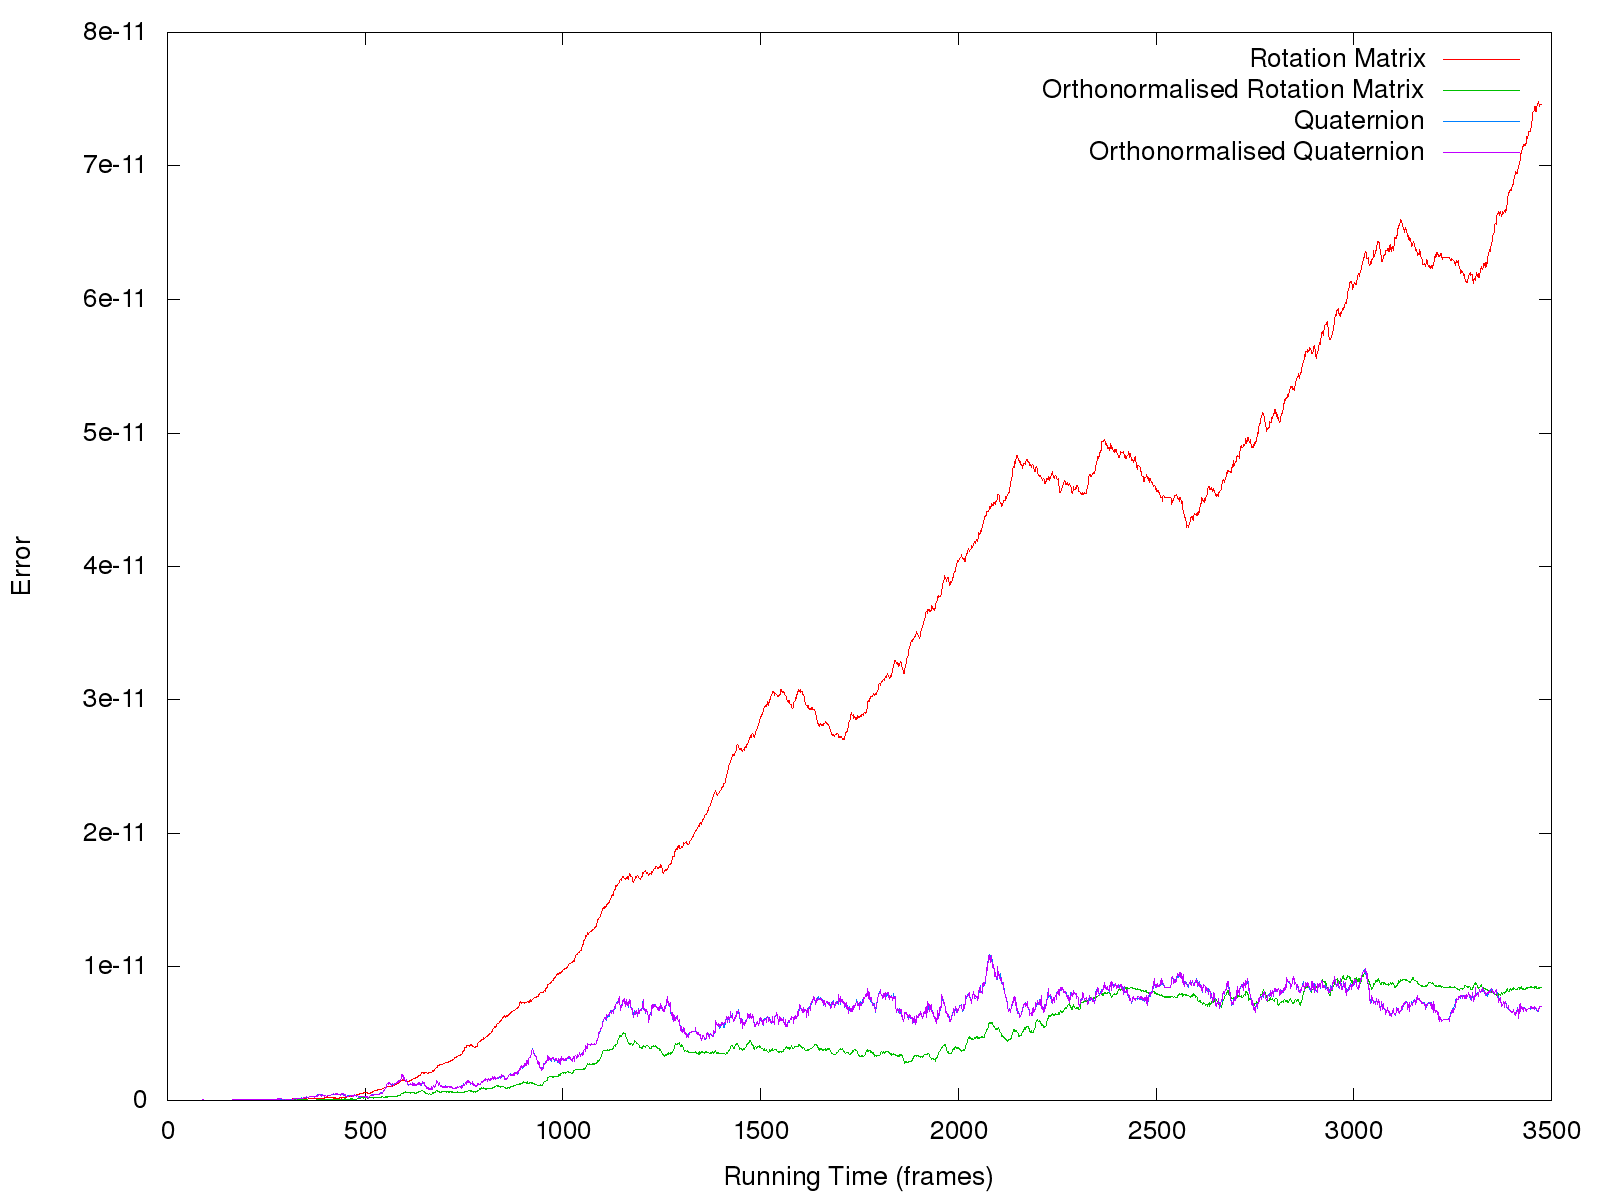 8e-11
7e-11
6e-11
5e-11
4e-11
3e-11
2e-11
1e-11
0
Error
Rotation Matrix
Orthonormalised Rotation Matrix
Quaternion
Orthonormalised Quaternion
0 500 1000 1500 2000 2500 3000 3500
Running Time (frames)